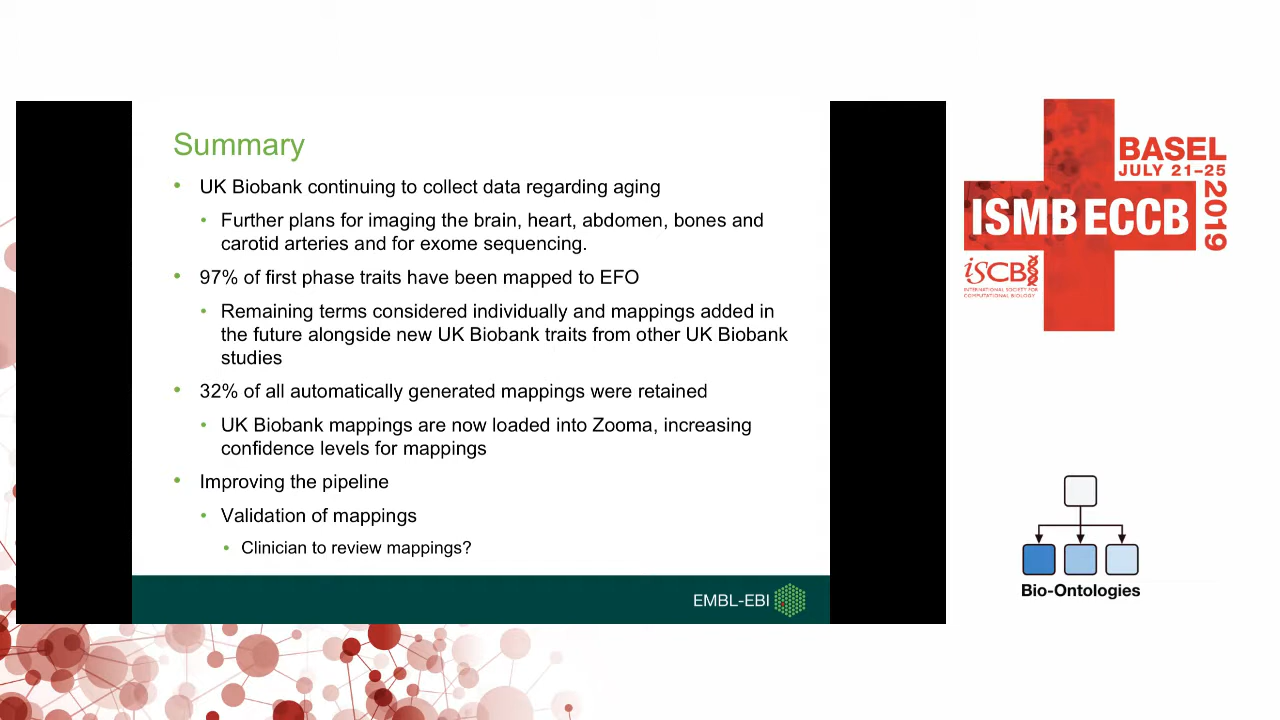 Summary
• UK Biobank continuing to collect data regarding aging
• Further plans for imaging the brain, heart, abdomen, bones and
carotid arteries and for exome sequencing.
• 97% of first phase traits have been mapped to EFO
• Remaining terms considered individually and mappings added in
the future alongside new UK Biobank traits from other UK Biobank
studies
• 32% of all automatically generated mappings were retained
• UK Biobank mappings are now loaded into Zooma, increasing
confidence levels for mappings
• Improving the pipeline
• Validation of mappings
• Clinician to review mappings?
EMBL-EBI
BASEL
JULY 21–25
2019
ISMB ECCB
iSCB
INTERNATIONAL SOCIETY FOR
COMPUTATIONAL BIOLOGY
Bio-Ontologies